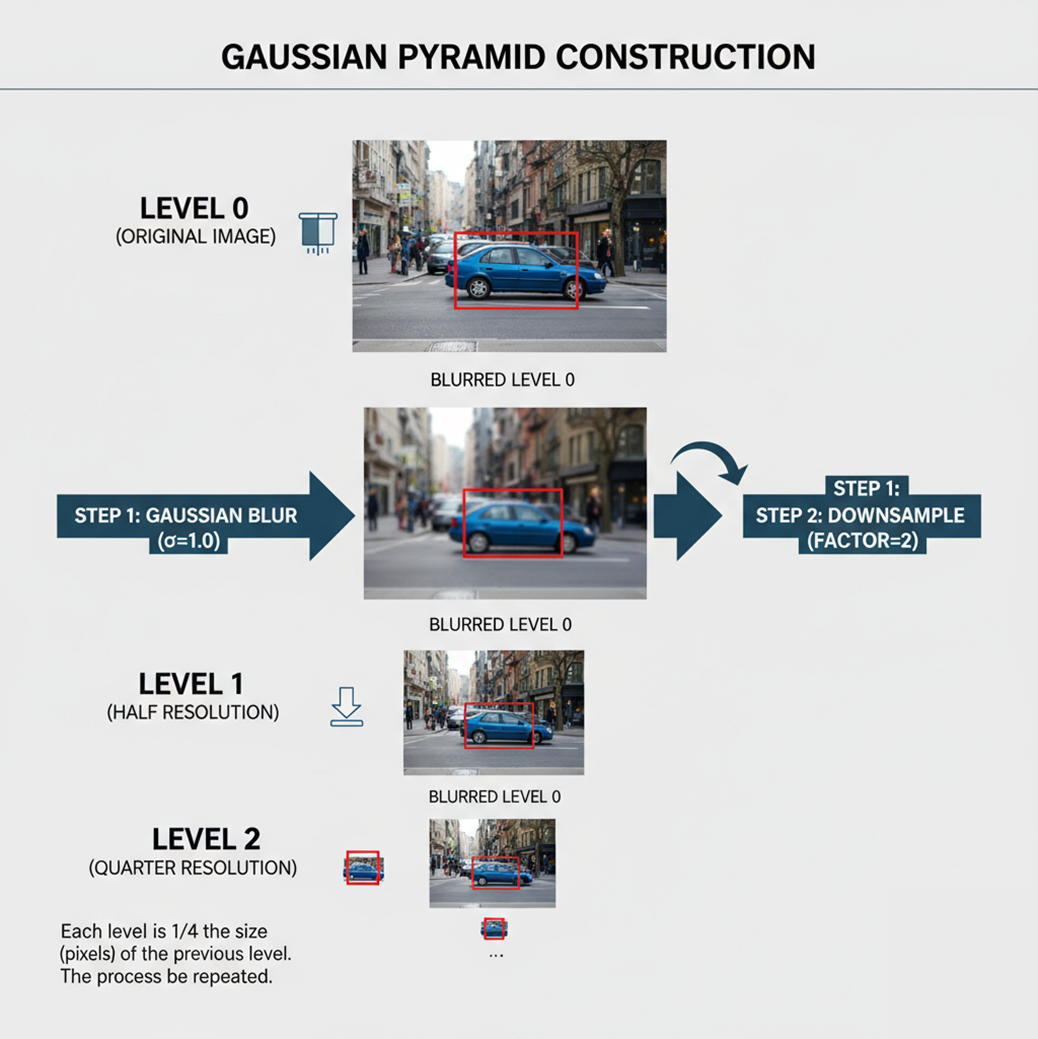 GAUSSIAN PYRAMID CONSTRUCTION
LEVEL 0
(ORIGINAL IMAGE)
BLURRED LEVEL 0
STEP 1: GAUSSIAN BLUR
(σ=1.0)
STEP 1:
STEP 2: DOWNSAMPLE
(FACTOR=2)
BLURRED LEVEL 0
LEVEL 1
(HALF RESOLUTION)
BLURRED LEVEL 0
LEVEL 2
(QUARTER RESOLUTION)
Each level is 1/4 the size
(pixels) of the previous level.
The process be repeated.
...